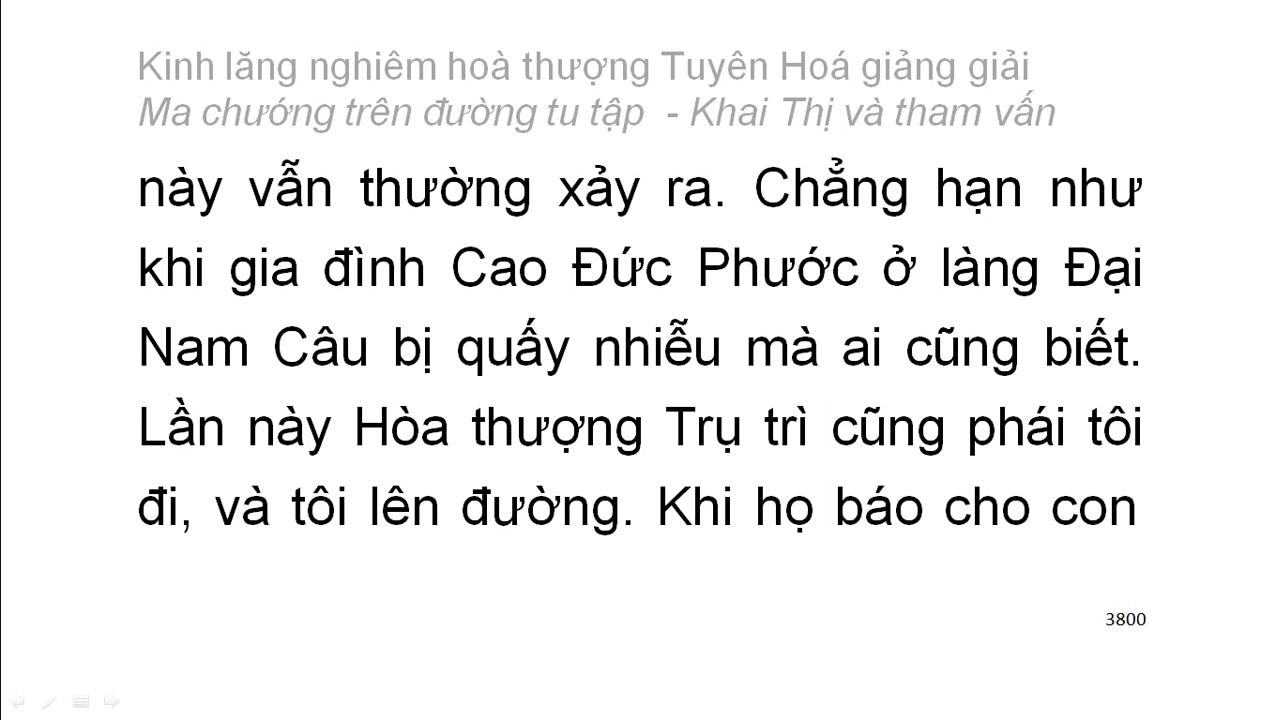 Kinh lăng nghiêm hoà thượng Tuyên Hoá giảng giải
Ma chướng trên đường tu tập - Khai Thị và tham vấn
này vẫn thường xảy ra. Chẳng hạn như
khi gia đình Cao Đức Phước ở làng Đại
Nam Câu bị quấy nhiễu mà ai cũng biết.
Lần này Hòa thượng Trụ trì cũng phái tôi
đi, và tôi lên đường. Khi họ báo cho con
3800